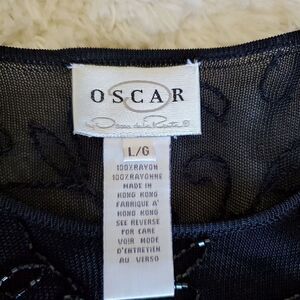 OSCAR
by Oscar de la Renta ®
L/G
100% RAYON
100% RAYONNE
MADE IN
HONG KONG
FABRIQUE A'
HONG KONG
SEE REVERSE
FOR CARE
VOIR MODE
D'ENTRETIEN
AU VERSO